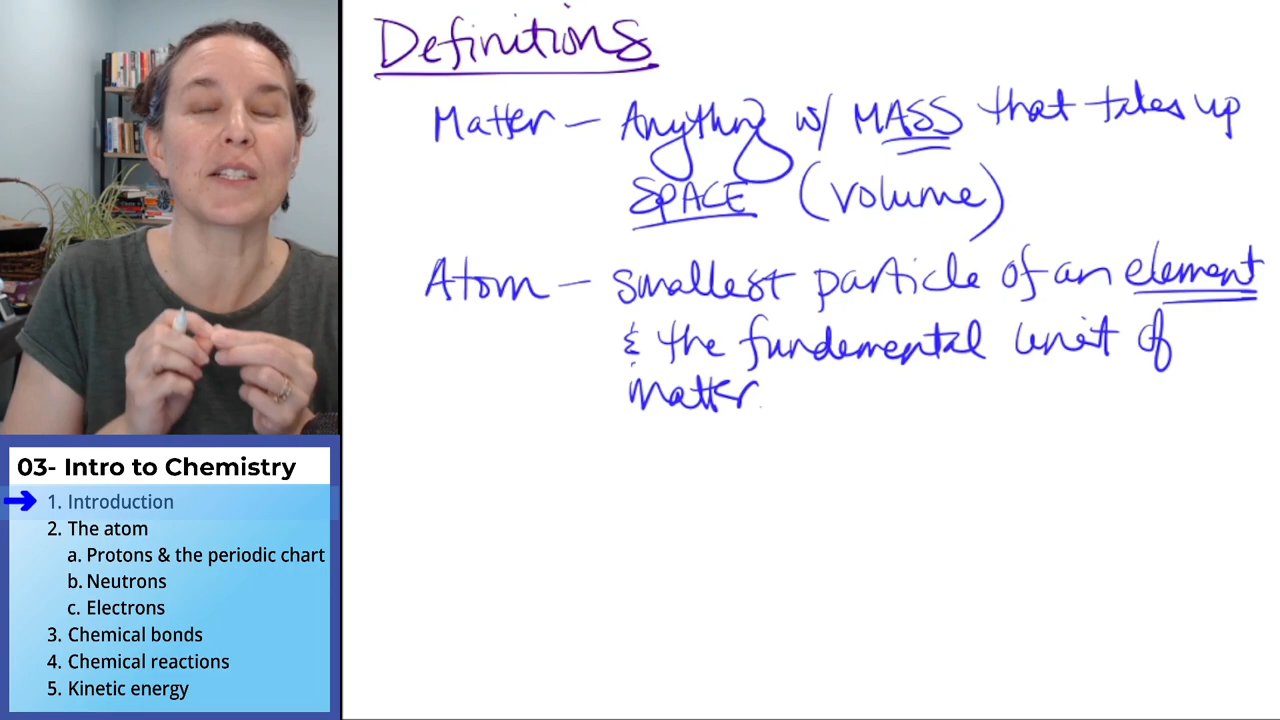 Definitions
Matter – Anything w/ MASS that takes up
SPACE (volume)
Atom – smallest particle of an element
& the fundemental unit of
matter.
03- Intro to Chemistry
1. Introduction
2. The atom
a. Protons & the periodic chart
b. Neutrons
c. Electrons
3. Chemical bonds
4. Chemical reactions
5. Kinetic energy